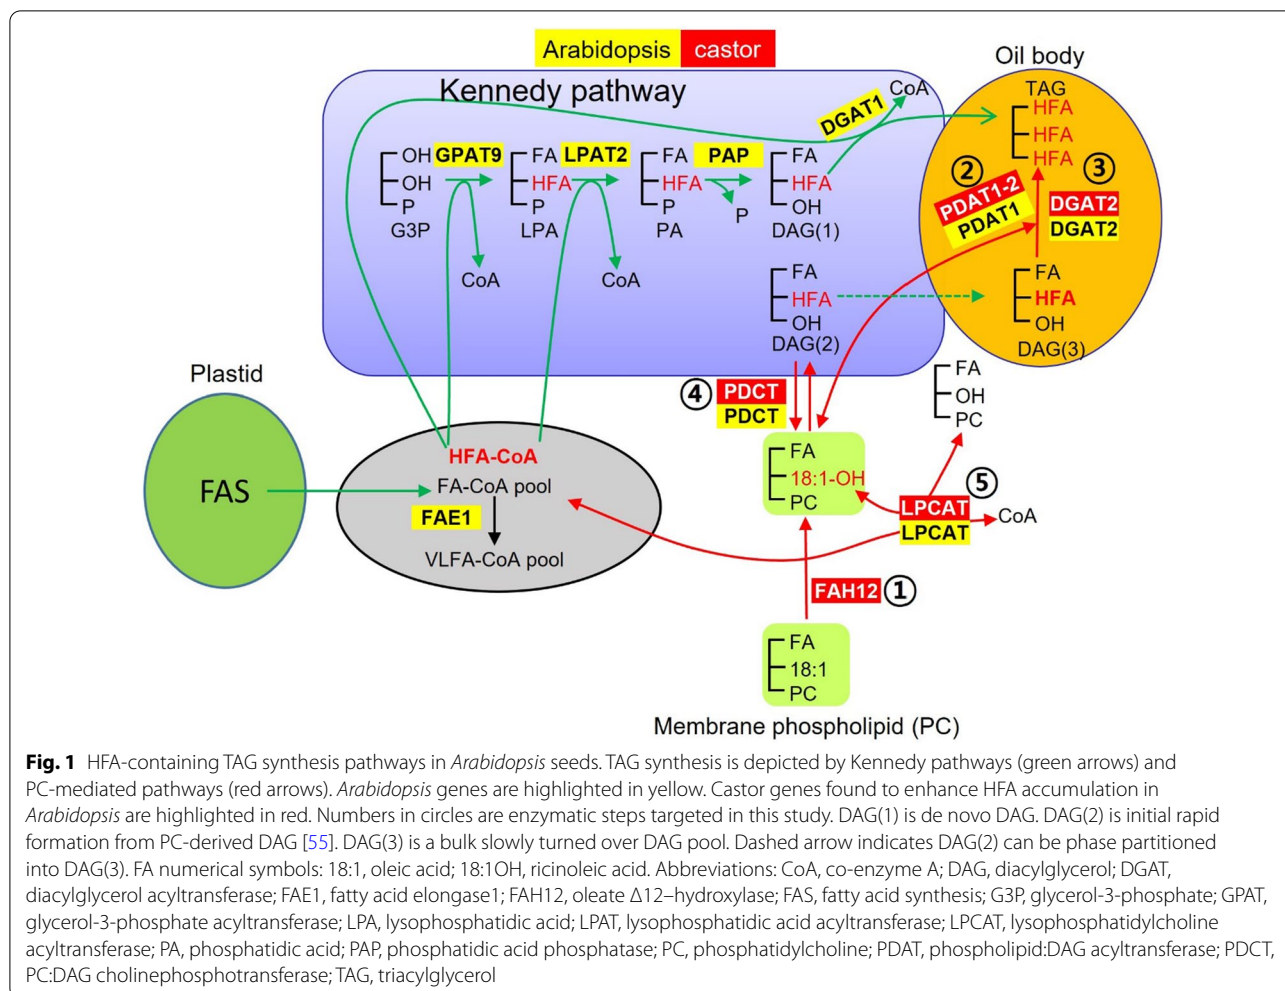 Arabidopsis castor
Oil body
Kennedy pathway
CoA
TAG
HFA
HFA
HFA
DGAT1
OH
OH
P
G3P
GPAT9
FA
HFA
P
LPA
LPAT2
FA
HFA
P
PA
PAP
P
FA
HFA
OH
DAG(1)
CoA
CoA
②
PDAT1-2
PDAT1
③
DGAT2
DGAT2
FA
HFA
OH
DAG(2)
FA
HFA
OH
DAG(3)
Plastid
FAS
HFA-CoA
FA-CoA pool
FAE1
VLFA-CoA pool
④
PDCT
PDCT
FA
OH
PC
FA
18:1-OH
PC
⑤
LPCAT
LPCAT
CoA
FAH12
①
FA
18:1
PC
Membrane phospholipid (PC)
Fig. 1 HFA-containing TAG synthesis pathways in Arabidopsis seeds. TAG synthesis is depicted by Kennedy pathways (green arrows) and
PC-mediated pathways (red arrows). Arabidopsis genes are highlighted in yellow. Castor genes found to enhance HFA accumulation in
Arabidopsis are highlighted in red. Numbers in circles are enzymatic steps targeted in this study. DAG(1) is de novo DAG. DAG(2) is initial rapid
formation from PC-derived DAG [55]. DAG(3) is a bulk slowly turned over DAG pool. Dashed arrow indicates DAG(2) can be phase partitioned
into DAG(3). FA numerical symbols: 18:1, oleic acid; 18:1OH, ricinoleic acid. Abbreviations: CoA, co-enzyme A; DAG, diacylglycerol; DGAT,
diacylglycerol acyltransferase; FAE1, fatty acid elongase1; FAH12, oleate Δ12–hydroxylase; FAS, fatty acid synthesis; G3P, glycerol-3-phosphate; GPAT,
glycerol-3-phosphate acyltransferase; LPA, lysophosphatidic acid; LPAT, lysophosphatidic acid acyltransferase; LPCAT, lysophosphatidylcholine
acyltransferase; PA, phosphatidic acid; PAP, phosphatidic acid phosphatase; PC, phosphatidylcholine; PDAT, phospholipid:DAG acyltransferase; PDCT,
PC:DAG cholinephosphotransferase; TAG, triacylglycerol